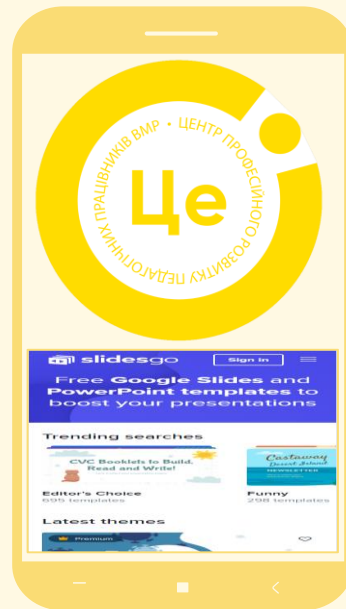 ЦЕНТР ПРОФЕСІЙНОГО РОЗВИТКУ ПЕДАГОГІЧНИХ ПРАЦІВНИКІВ ВМР •
Це
slidesgo Sign in
Free Google Slides and
PowerPoint templates to
boost your presentations
Trending searches
CVC Booklets to Build,
Read and Write!
Castaway
Desert Island
NEWSLETTER
Editor's Choice Funny
695 templates 298 templates
Latest themes
Premium